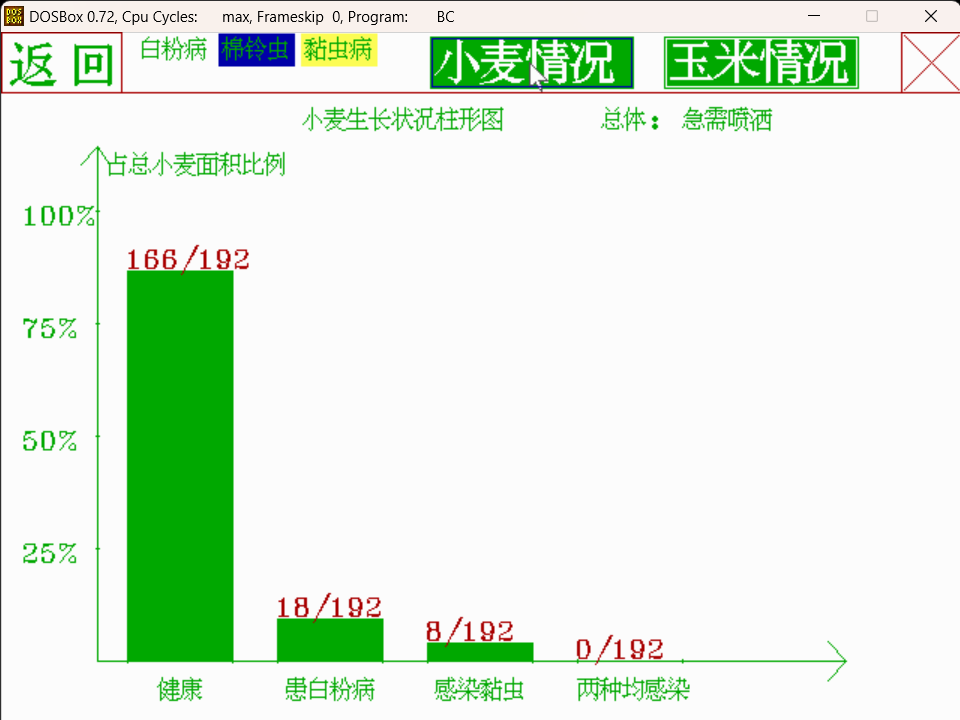 DOSBox 0.72, Cpu Cycles: max, Frameskip 0, Program: BC
返回 白粉病 棉铃虫 黏虫病 小麦情况 玉米情况
小麦生长状况柱形图 总体： 急需喷洒
占总小麦面积比例
100%
166/192
75%
50%
25%
18/192
8/192
0/192
健康 患白粉病 感染黏虫 两种均感染